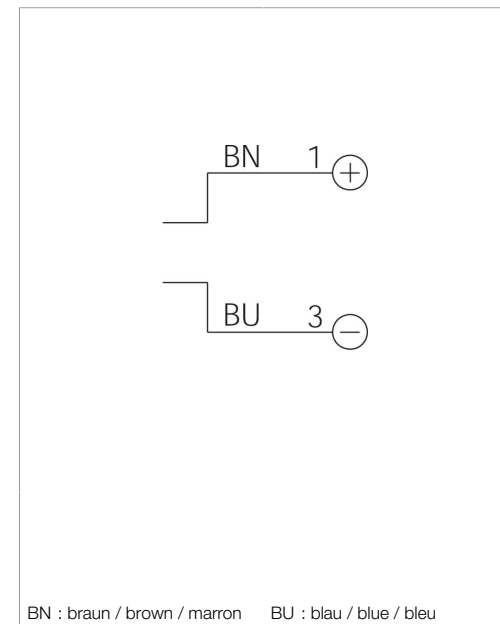 BN 1 +
BU 3 −
BN : braun / brown / marron BU : blau / blue / bleu